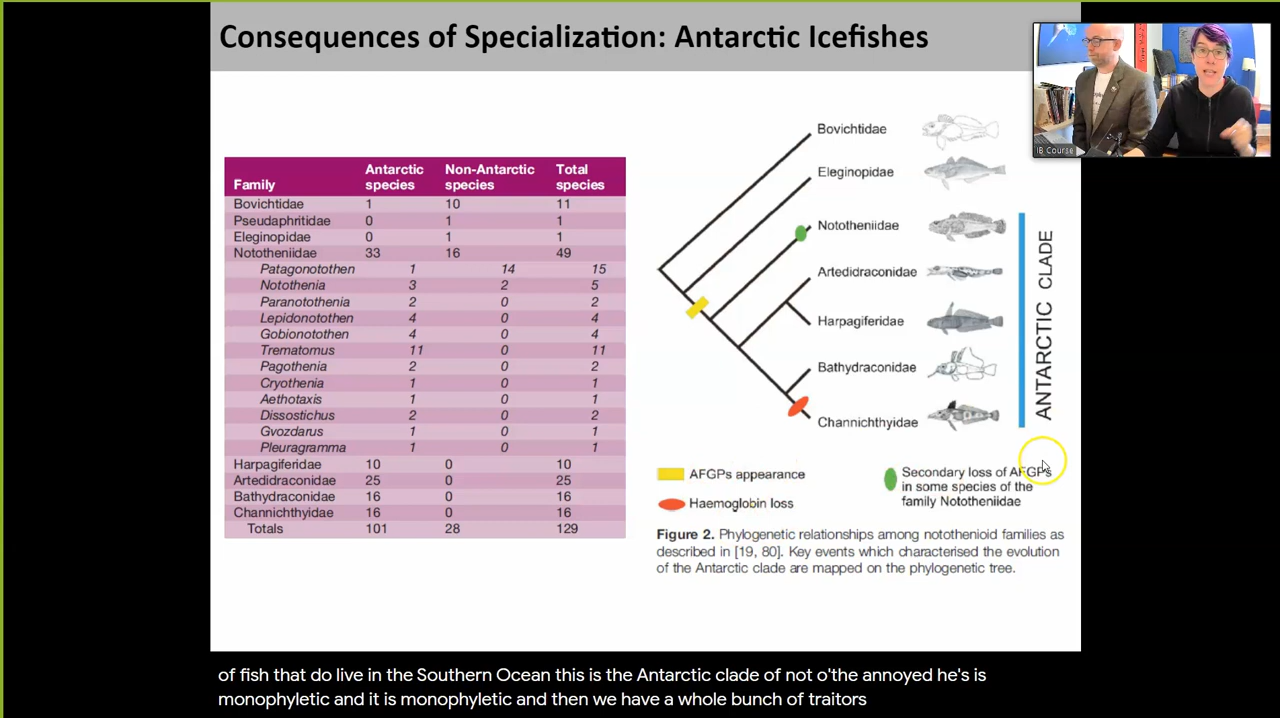 Consequences of Specialization: Antarctic Icefishes
IB Course
Family Antarctic species Non-Antarctic species Total species
Bovichtidae 1 10 11
Pseudaphritidae 0 1 1
Eleginopidae 0 1 1
Nototheniidae 33 16 49
Patagonotothen 1 14 15
Notothenia 3 2 5
Paranotothenia 2 0 2
Lepidonotothen 4 0 4
Gobionotothen 4 0 4
Trematomus 11 0 11
Pagothenia 2 0 2
Cryothenia 1 0 1
Aethotaxis 1 0 1
Dissostichus 2 0 2
Gvozdarus 1 0 1
Pleuragramma 1 0 1
Harpagiferidae 10 0 10
Artedidraconidae 25 0 25
Bathydraconidae 16 0 16
Channichthyidae 16 0 16
Totals 101 28 129
Bovichtidae
Eleginopidae
Nototheniidae
Artedidraconidae
Harpagiferidae
Bathydraconidae
Channichthyidae
ANTARCTIC CLADE
AFGPs appearance
Haemoglobin loss
Secondary loss of AFGPs
in some species of the
family Nototheniidae
Figure 2. Phylogenetic relationships among notothenioid families as
described in [19, 80]. Key events which characterised the evolution
of the Antarctic clade are mapped on the phylogenetic tree.
of fish that do live in the Southern Ocean this is the Antarctic clade of not o'the annoyed he's is
monophyletic and it is monophyletic and then we have a whole bunch of traitors